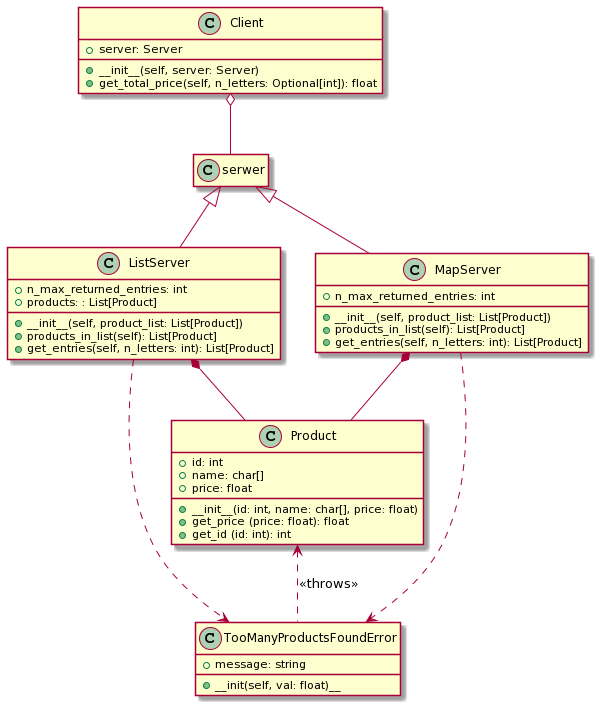 C Client
server: Server
__init__(self, server: Server)
get_total_price(self, n_letters: Optional[int]): float
C serwer
C ListServer
n_max_returned_entries: int
products: : List[Product]
__init__(self, product_list: List[Product])
products_in_list(self): List[Product]
get_entries(self, n_letters: int): List[Product]
C MapServer
n_max_returned_entries: int
__init__(self, product_list: List[Product])
products_in_list(self): List[Product]
get_entries(self, n_letters: int): List[Product]
C Product
id: int
name: char[]
price: float
__init__(id: int, name: char[], price: float)
get_price (price: float): float
get_id (id: int): int
«throws»
C TooManyProductsFoundError
message: string
__init(self, val: float)__